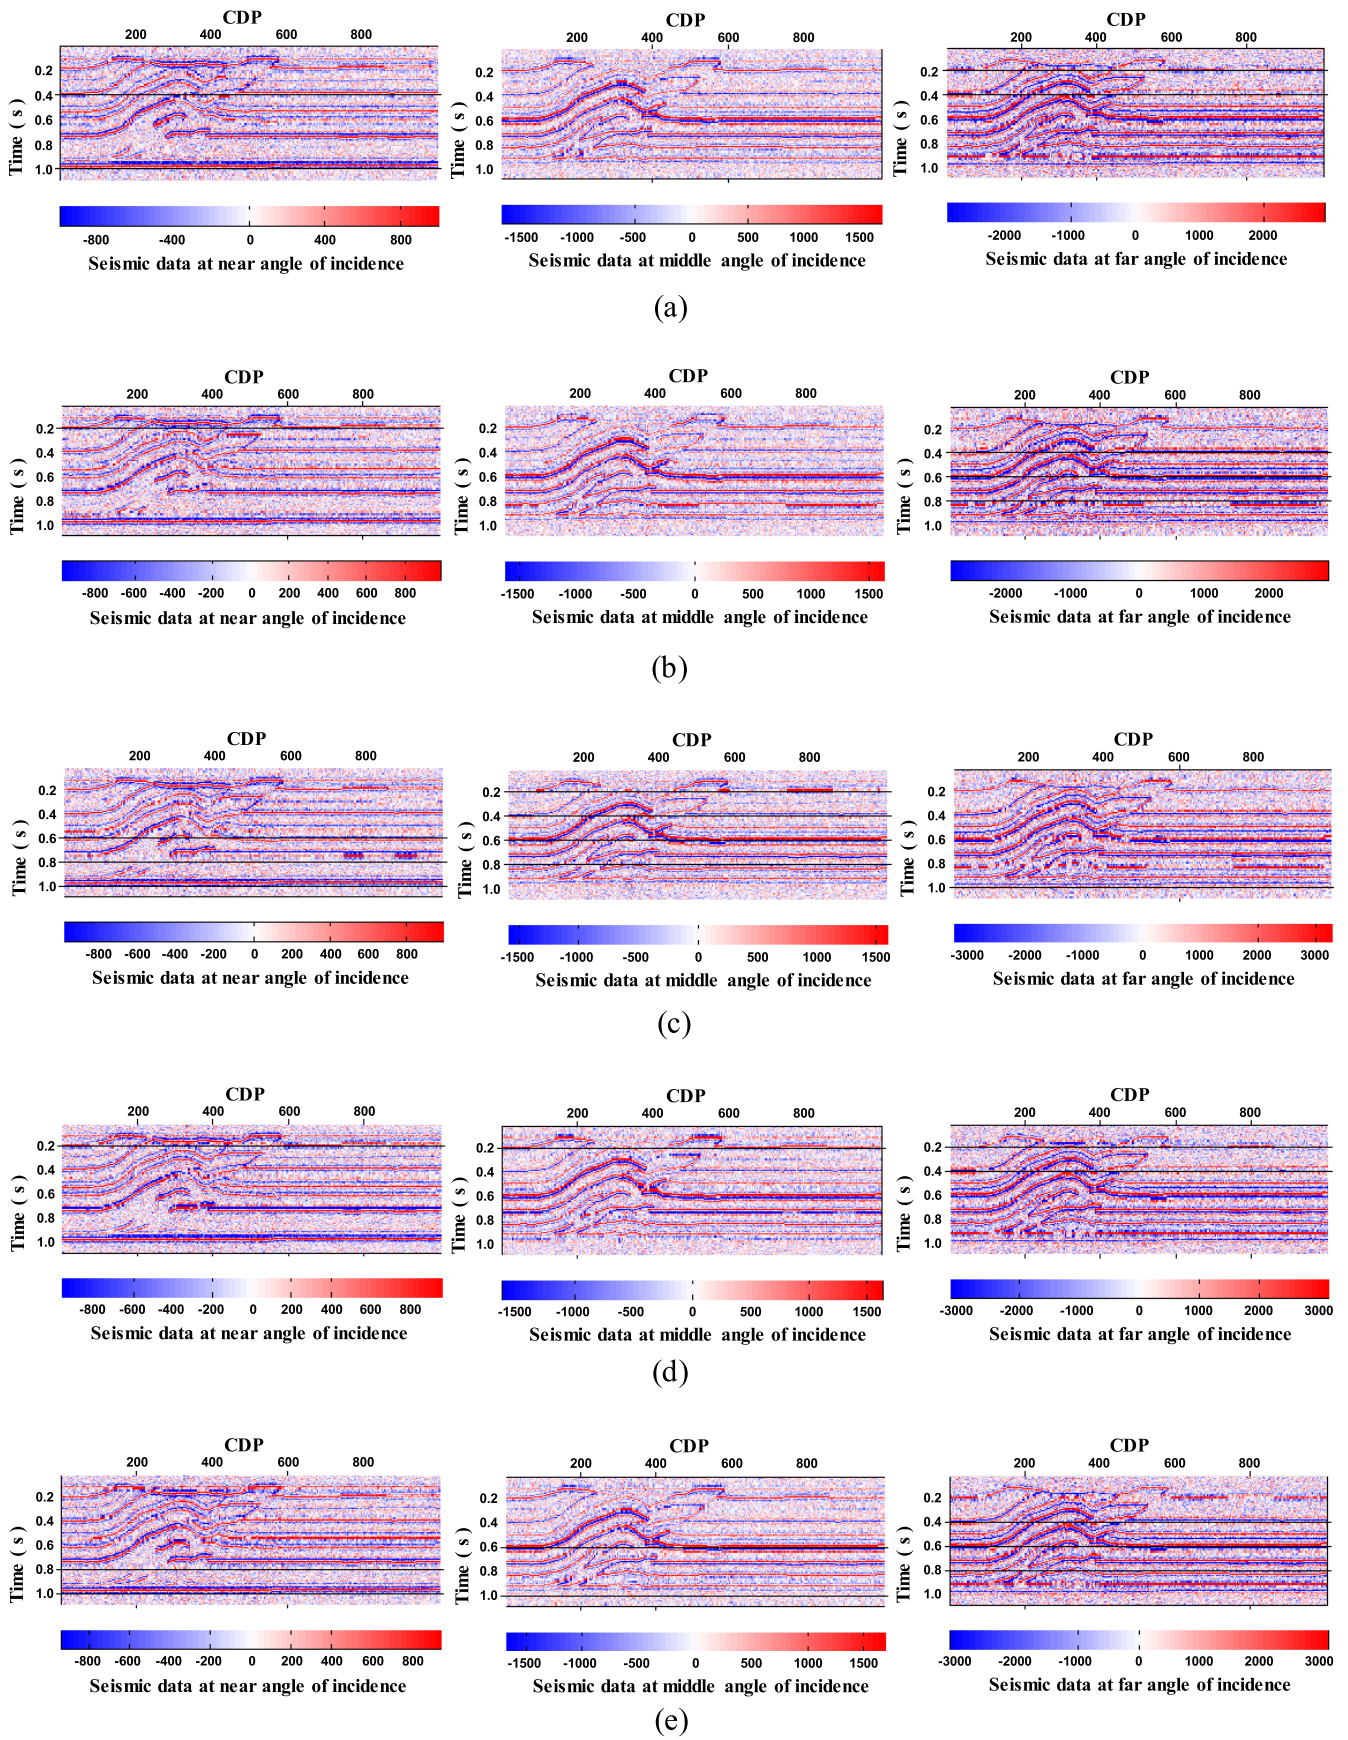 CDP CDP CDP
200 400 600 800 200 400 600 800 200 400 600 800
Time ( s ) 0.2 0.4 0.6 0.8 1.0 Time ( s ) 0.2 0.4 0.6 0.8 1.0 Time ( s ) 0.2 0.4 0.6 0.8 1.0
-800 -400 0 400 800 -1500 -1000 -500 0 500 1000 1500 -2000 -1000 0 1000 2000
Seismic data at near angle of incidence Seismic data at middle angle of incidence Seismic data at far angle of incidence
(a)
CDP CDP CDP
200 400 600 800 200 400 600 800 200 400 600 800
Time ( s ) 0.2 0.4 0.6 0.8 1.0 Time ( s ) 0.2 0.4 0.6 0.8 1.0 Time ( s ) 0.2 0.4 0.6 0.8 1.0
-800 -600 -400 -200 0 200 400 600 800 -1500 -1000 -500 0 500 1000 1500 -2000 -1000 0 1000 2000
Seismic data at near angle of incidence Seismic data at middle angle of incidence Seismic data at far angle of incidence
(b)
CDP CDP CDP
200 400 600 800 200 400 600 800 200 400 600 800
Time ( s ) 0.2 0.4 0.6 0.8 1.0 Time ( s ) 0.2 0.4 0.6 0.8 1.0 Time ( s ) 0.2 0.4 0.6 0.8 1.0
-800 -600 -400 -200 0 200 400 600 800 -1500 -1000 -500 0 500 1000 1500 -3000 -2000 -1000 0 1000 2000 3000
Seismic data at near angle of incidence Seismic data at middle angle of incidence Seismic data at far angle of incidence
(c)
CDP CDP CDP
200 400 600 800 200 400 600 800 200 400 600 800
Time ( s ) 0.2 0.4 0.6 0.8 1.0 Time ( s ) 0.2 0.4 0.6 0.8 1.0 Time ( s ) 0.2 0.4 0.6 0.8 1.0
-800 -600 -400 -200 0 200 400 600 800 -1500 -1000 -500 0 500 1000 1500 -3000 -2000 -1000 0 1000 2000 3000
Seismic data at near angle of incidence Seismic data at middle angle of incidence Seismic data at far angle of incidence
(d)
CDP CDP CDP
200 400 600 800 200 400 600 800 200 400 600 800
Time ( s ) 0.2 0.4 0.6 0.8 1.0 Time ( s ) 0.2 0.4 0.6 0.8 1.0 Time ( s ) 0.2 0.4 0.6 0.8 1.0
-800 -600 -400 -200 0 200 400 600 800 -1500 -1000 -500 0 500 1000 1500 -3000 -2000 -1000 0 1000 2000 3000
Seismic data at near angle of incidence Seismic data at middle angle of incidence Seismic data at far angle of incidence
(e)